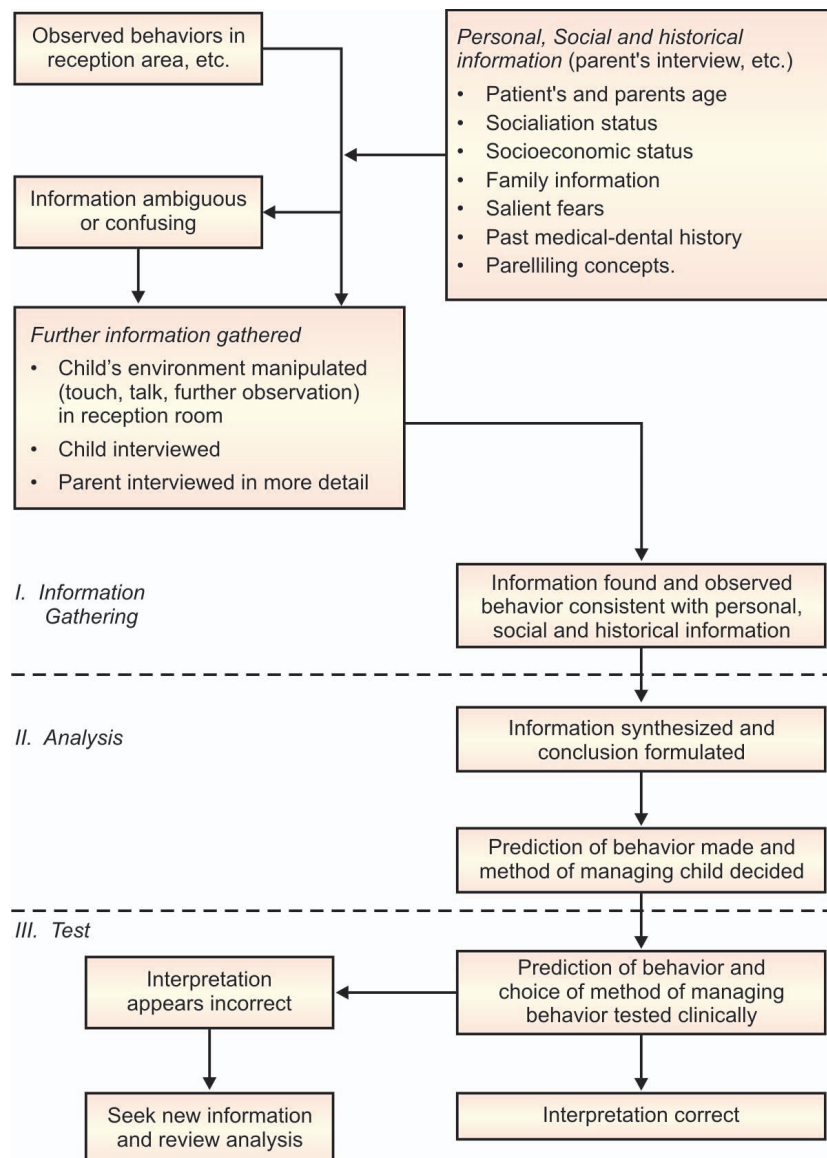 Observed behaviors in
reception area, etc.
Personal, Social and historical
information (parent's interview, etc.)
• Patient's and parents age
• Socialiation status
• Socioeconomic status
• Family information
• Salient fears
• Past medical-dental history
• Parelliling concepts.
Information ambiguous
or confusing
Further information gathered
• Child’s environment manipulated
(touch, talk, further observation)
in reception room
• Child interviewed
• Parent interviewed in more detail
I. Information
Gathering
Information found and observed
behavior consistent with personal,
social and historical information
II. Analysis
Information synthesized and
conclusion formulated
Prediction of behavior made and
method of managing child decided
III. Test
Interpretation
appears incorrect
Prediction of behavior and
choice of method of managing
behavior tested clinically
Seek new information
and review analysis
Interpretation correct